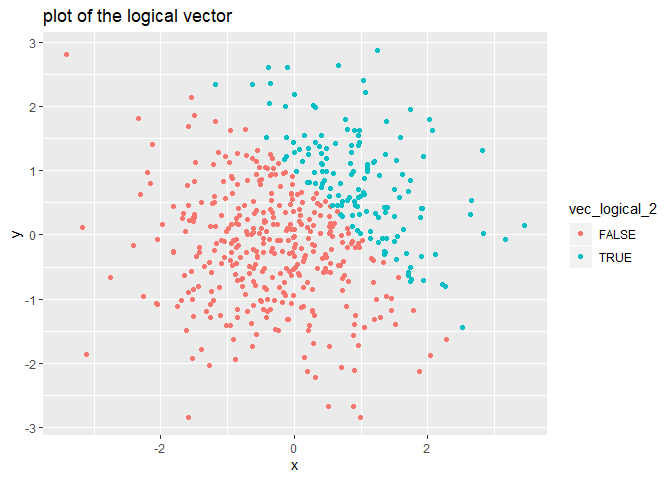 plot of the logical vector
3
2
1
0
-1
-2
-3
y
-2
0
2
x
vec_logical_2
FALSE
TRUE